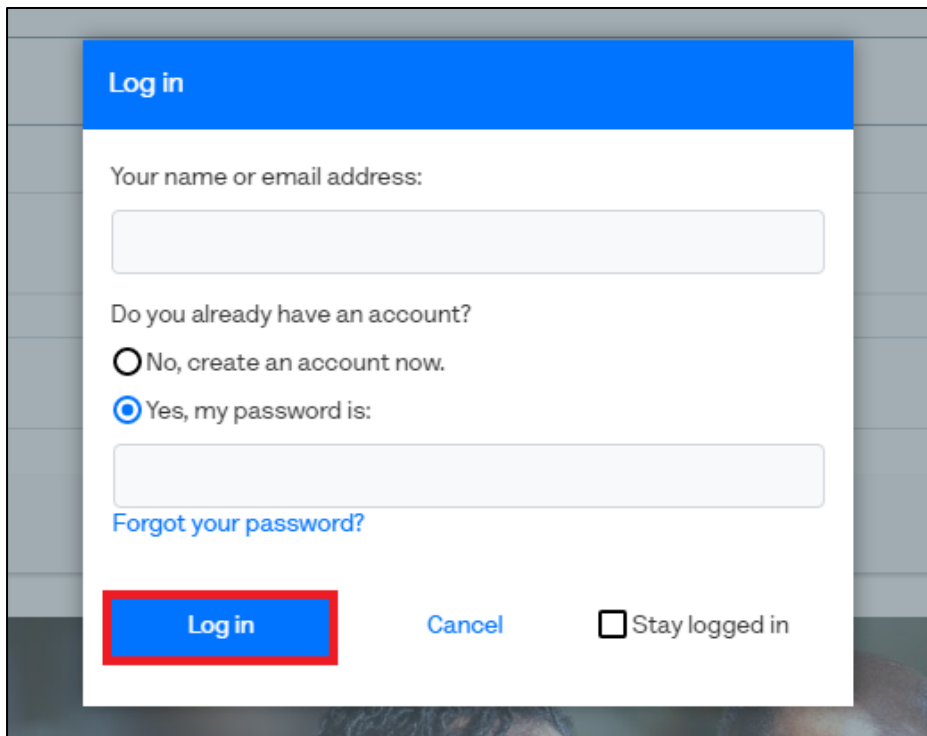 Log in
Your name or email address:
Do you already have an account?
No, create an account now.
Yes, my password is:
Forgot your password?
Log in Cancel Stay logged in